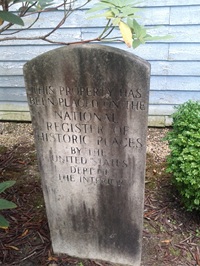 THIS PROPERTY HAS
BEEN PLACED ON THE
NATIONAL
REGISTER OF
HISTORIC PLACES
BY THE
UNITED STATES
DEPT OF
THE INTERIOR